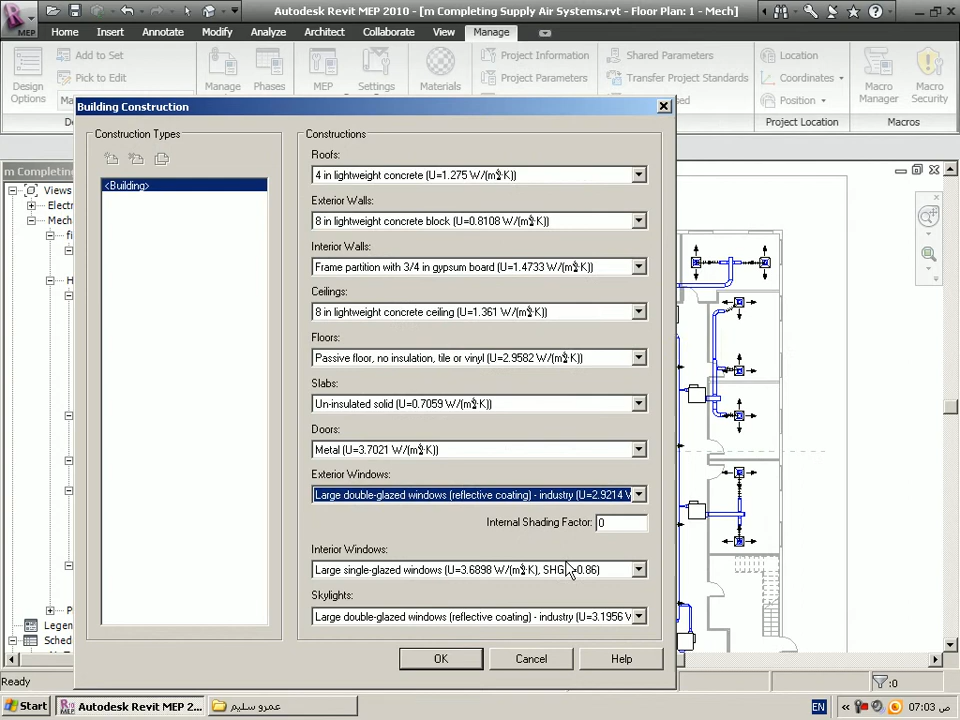 Autodesk Revit MEP 2010 - [m Completing Supply Air Systems.rvt - Floor Plan: 1 - Mech]
MEP
Home Insert Annotate Modify Analyze Architect Collaborate View Manage
Design Options
Add to Set
Pick to Edit
Manage
Phases
MEP
Settings
Materials
Project Information
Project Parameters
Shared Parameters
Transfer Project Standards
Location
Coordinates
Position
Macro Manager
Macro Security
Project Location
Macros
Building Construction
Construction Types
<Building>
Constructions
Roofs:
4 in lightweight concrete (U=1.275 W/(m²·K))
Exterior Walls:
8 in lightweight concrete block (U=0.8108 W/(m²·K))
Interior Walls:
Frame partition with 3/4 in gypsum board (U=1.4733 W/(m²·K))
Ceilings:
8 in lightweight concrete ceiling (U=1.361 W/(m²·K))
Floors:
Passive floor, no insulation, tile or vinyl (U=2.9582 W/(m²·K))
Slabs:
Un-insulated solid (U=0.7059 W/(m²·K))
Doors:
Metal (U=3.7021 W/(m²·K))
Exterior Windows:
Large double-glazed windows (reflective coating) - industry (U=2.9214 W
Internal Shading Factor: 0
Interior Windows:
Large single-glazed windows (U=3.6898 W/(m²·K), SHG =0.86)
Skylights:
Large double-glazed windows (reflective coating) - industry (U=3.1956 W
OK Cancel Help
m Completing
Views
Electr
Mech
fi
H
P
Legen
Sched
Ready
:0
Start
Autodesk Revit MEP 2...
عمرو سليم
EN
07:03 ص